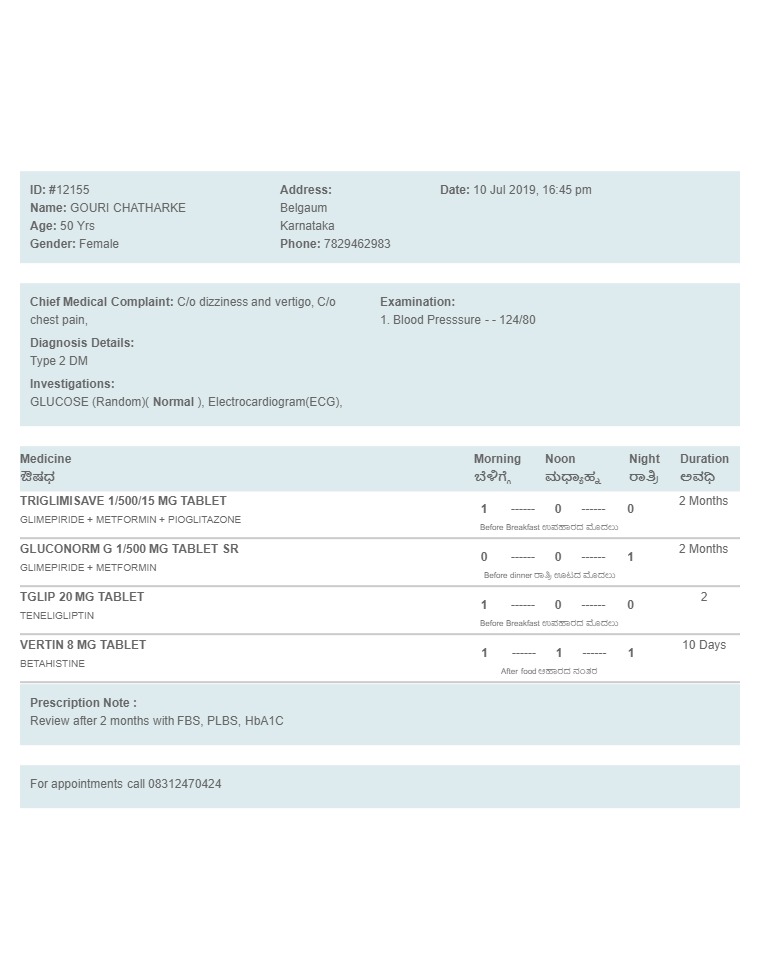 ID: #12155
Name: GOURI CHATHARKE
Age: 50 Yrs
Gender: Female
Address:
Belgaum
Karnataka
Phone: 7829462983
Date: 10 Jul 2019, 16:45 pm
Chief Medical Complaint: C/o dizziness and vertigo, C/o
chest pain,
Diagnosis Details:
Type 2 DM
Investigations:
GLUCOSE (Random)( Normal ), Electrocardiogram(ECG),
Examination:
1. Blood Presssure - - 124/80
Medicine Morning Noon Night Duration
ಔಷಧ ಬೆಳಿಗ್ಗೆ ಮಧ್ಯಾಹ್ನ ರಾತ್ರಿ ಅವಧಿ
TRIGLIMISAVE 1/500/15 MG TABLET 1 ------ 0 ------ 0 2 Months
GLIMEPIRIDE + METFORMIN + PIOGLITAZONE
Before Breakfast ಉಪಹಾರದ ಮೊದಲು
GLUCONORM G 1/500 MG TABLET SR 0 ------ 0 ------ 1 2 Months
GLIMEPIRIDE + METFORMIN
Before dinner ರಾತ್ರಿ ಊಟದ ಮೊದಲು
TGLIP 20 MG TABLET 1 ------ 0 ------ 0 2
TENELIGLIPTIN
Before Breakfast ಉಪಹಾರದ ಮೊದಲು
VERTIN 8 MG TABLET 1 ------ 1 ------ 1 10 Days
BETAHISTINE
After food ಆಹಾರದ ನಂತರ
Prescription Note :
Review after 2 months with FBS, PLBS, HbA1C
For appointments call 08312470424